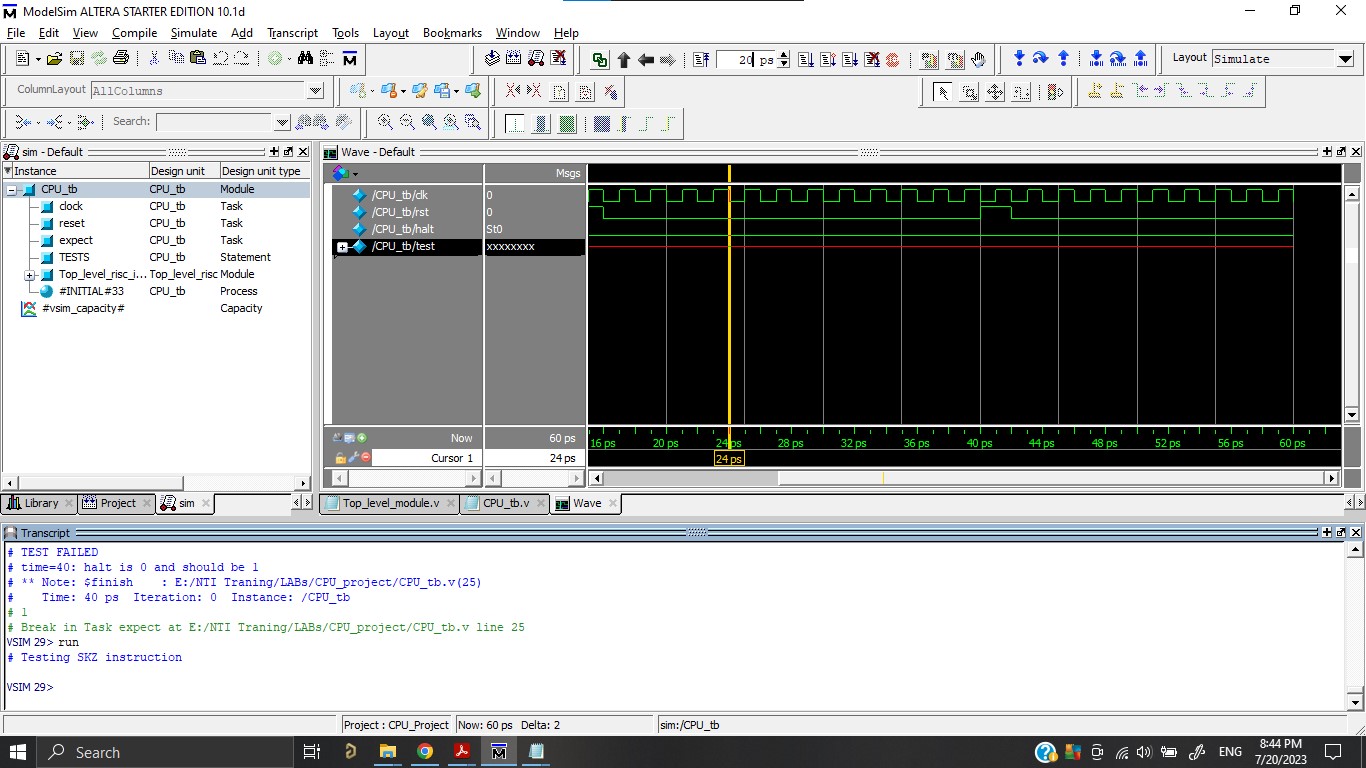 ModelSim ALTERA STARTER EDITION 10.1d
File Edit View Compile Simulate Add Transcript Tools Layout Bookmarks Window Help
20 ps
Layout Simulate
ColumnLayout AllColumns
Search:
sim - Default
Instance Design unit Design unit type
CPU_tb CPU_tb Module
clock CPU_tb Task
reset CPU_tb Task
expect CPU_tb Task
TESTS CPU_tb Statement
Top_level_risc_i... Top_level_risc Module
#INITIAL#33 CPU_tb Process
#vsim_capacity# Capacity
Library Project sim
Wave - Default
Msgs
/CPU_tb/clk 0
/CPU_tb/rst 0
/CPU_tb/halt St0
/CPU_tb/test xxxxxxxx
Now 60 ps
Cursor 1 24 ps
16 ps 20 ps 24 ps 28 ps 32 ps 36 ps 40 ps 44 ps 48 ps 52 ps 56 ps 60 ps
24 ps
Top_level_module.v CPU_tb.v Wave
Transcript
# TEST FAILED
# time=40: halt is 0 and should be 1
# ** Note: $finish    : E:/NTI Traning/LABs/CPU_project/CPU_tb.v(25)
#    Time: 40 ps  Iteration: 0  Instance: /CPU_tb
# 1
# Break in Task expect at E:/NTI Traning/LABs/CPU_project/CPU_tb.v line 25
VSIM 29> run
# Testing SKZ instruction
VSIM 29>
Project : CPU_Project Now: 60 ps Delta: 2 sim:/CPU_tb
Search
ENG
8:44 PM
7/20/2023